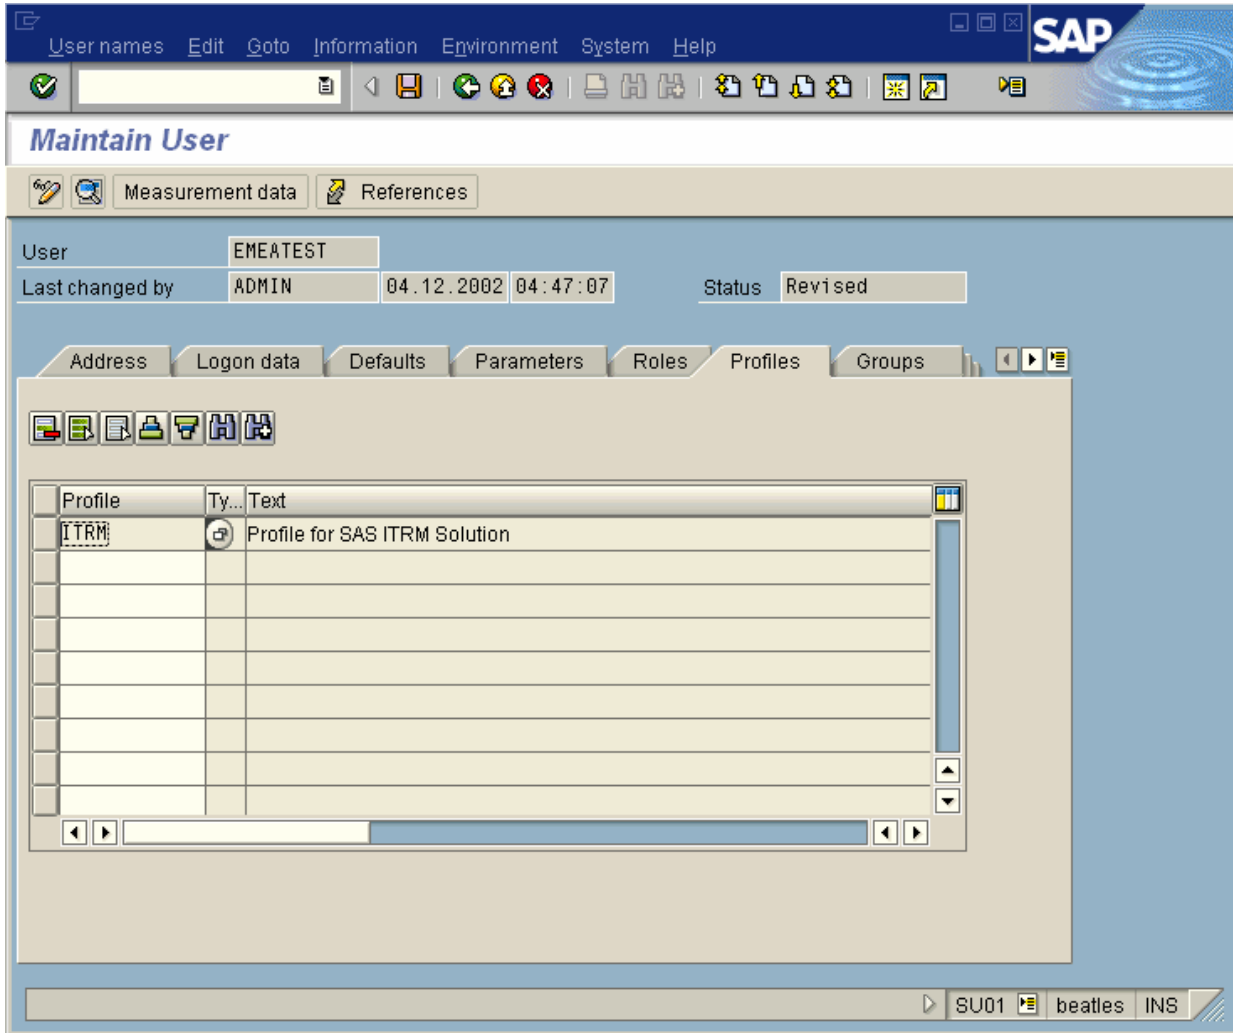 User names Edit Goto Information Environment System Help
SAP
Maintain User
Measurement data References
User EMEATEST
Last changed by ADMIN 04.12.2002 04:47:07 Status Revised
Address Logon data Defaults Parameters Roles Profiles Groups
Profile Ty... Text
ITRM Profile for SAS ITRM Solution
SU01 beatles INS